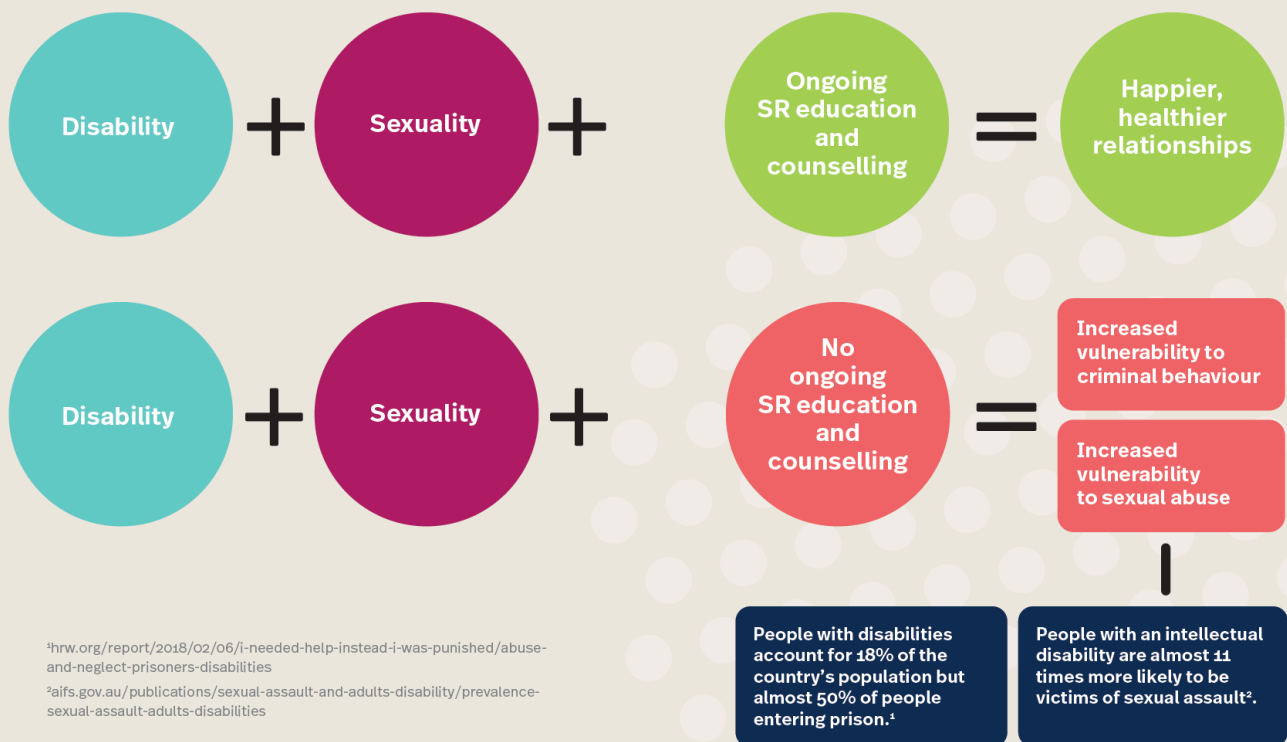 Disability
+
Sexuality
+
Ongoing
SR education
and
counselling
=
Happier,
healthier
relationships
Disability
+
Sexuality
+
No
ongoing
SR education
and
counselling
=
Increased
vulnerability to
criminal behaviour
Increased
vulnerability
to sexual abuse
People with disabilities
account for 18% of the
country's population but
almost 50% of people
entering prison.¹
People with an intellectual
disability are almost 11
times more likely to be
victims of sexual assault².
¹hrw.org/report/2018/02/06/i-needed-help-instead-i-was-punished/abuse-
and-neglect-prisoners-disabilities
²aifs.gov.au/publications/sexual-assault-and-adults-disability/prevalence-
sexual-assault-adults-disabilities